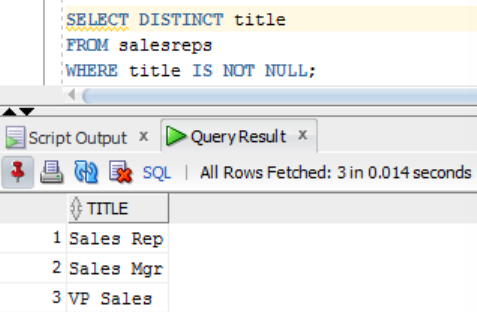 SELECT DISTINCT title
FROM salesreps
WHERE title IS NOT NULL;
Script Output x Query Result x
SQL | All Rows Fetched: 3 in 0.014 seconds
TITLE
1 Sales Rep
2 Sales Mgr
3 VP Sales